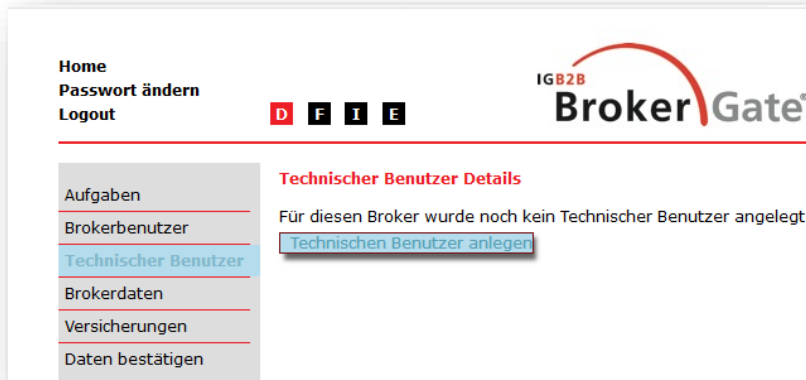 Home
Passwort ändern
Logout
D F I E
IGB2B
BrokerGate®
Aufgaben
Brokerbenutzer
Technischer Benutzer
Brokerdaten
Versicherungen
Daten bestätigen
Technischer Benutzer Details
Für diesen Broker wurde noch kein Technischer Benutzer angelegt
Technischen Benutzer anlegen